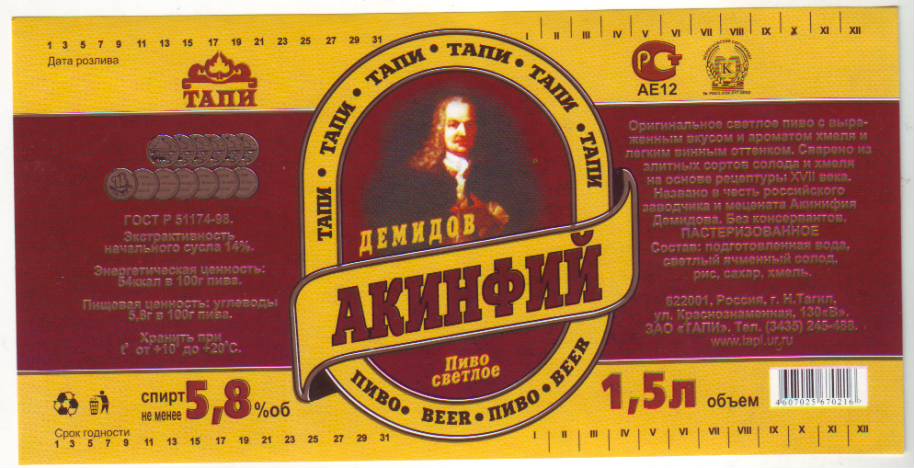 1 3 5 7 9 11 13 15 17 19 21 23 25 27 29 31
Дата розлива
ТАПИ
ГОСТ Р 51174-98.
Экстрактивность
начального сусла 14%.
Энергетическая ценность:
54ккал в 100г пива.
Пищевая ценность: углеводы
5,8г в 100г пива.
Хранить при
t° от +10° до +20°С.
спирт
не менее 5,8 %об
Срок годности
1 3 5 7 9 11 13 15 17 19 21 23 25 27 29 31
ТАПИ • ТАПИ • ТАПИ • ТАПИ • ТАПИ • ТАПИ
ДЕМИДОВ
АКИНФИЙ
Пиво
светлое
ПИВО • BEER • ПИВО • BEER
I II III IV V VI VII VIII IX X XI XII
АЕ12
Оригинальное светлое пиво с выра-
женным вкусом и ароматом хмеля и
легким винным оттенком. Сварено из
элитных сортов солода и хмеля
на основе рецептуры XVII века.
Названо в честь российского
заводчика и мецената Акинфия
Демидова. Без консервантов.
ПАСТЕРИЗОВАННОЕ
Состав: подготовленная вода,
светлый ячменный солод,
рис, сахар, хмель.
622001, Россия, г. Н.Тагил,
ул. Краснознаменная, 130«В».
ЗАО «ТАПИ». Тел. (3435) 245-488.
www.tapi.ur.ru
1,5л объем
4607025670216
I II III IV V VI VII VIII IX X XI XII